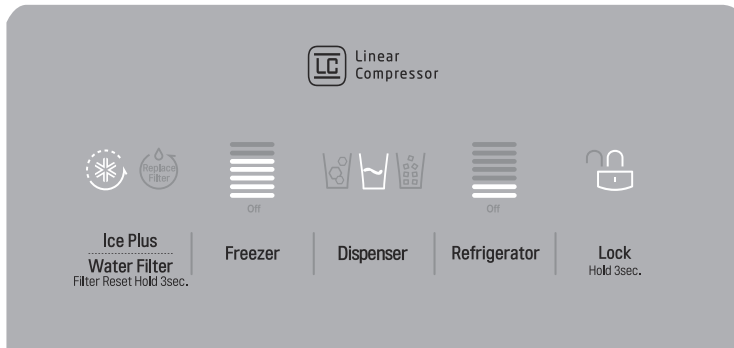 LC
Linear
Compressor
Replace
Filter
Off
Off
Ice Plus
Water Filter
Filter Reset Hold 3sec.
Freezer
Dispenser
Refrigerator
Lock
Hold 3sec.